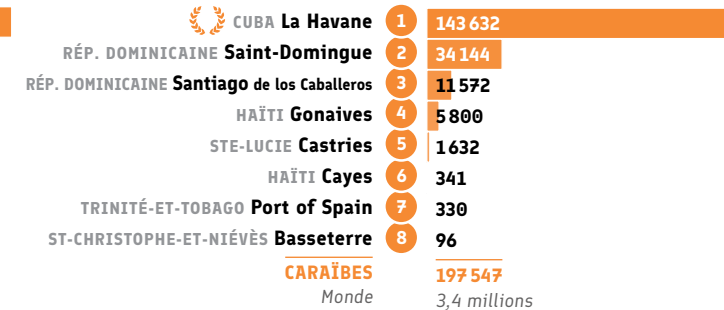 CUBA La Havane 1 143 632
RÉP. DOMINICAINE Saint-Domingue 2 34 144
RÉP. DOMINICAINE Santiago de los Caballeros 3 11 572
HAÏTI Gonaives 4 5 800
STE-LUCIE Castries 5 1 632
HAÏTI Cayes 6 341
TRINITÉ-ET-TOBAGO Port of Spain 7 330
ST-CHRISTOPHE-ET-NIÉVÈS Basseterre 8 96
CARAÏBES 197 547
Monde 3,4 millions